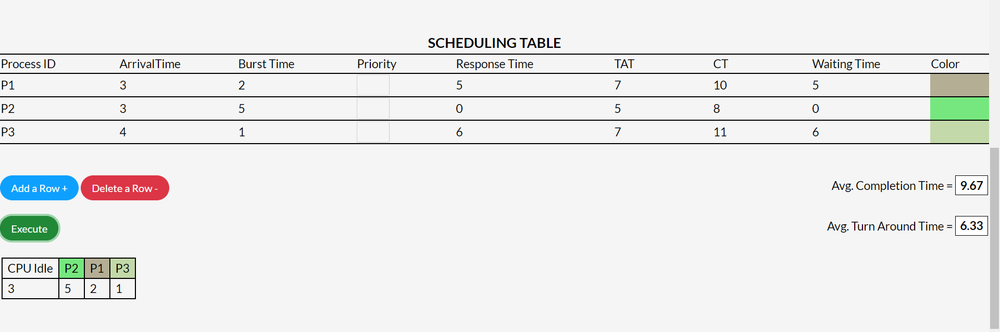 SCHEDULING TABLE
Process ID ArrivalTime Burst Time Priority Response Time TAT CT Waiting Time Color
P1 3 2 5 7 10 5
P2 3 5 0 5 8 0
P3 4 1 6 7 11 6
Add a Row + Delete a Row - Avg. Completion Time = 9.67
Execute Avg. Turn Around Time = 6.33
CPU Idle P2 P1 P3
3 5 2 1